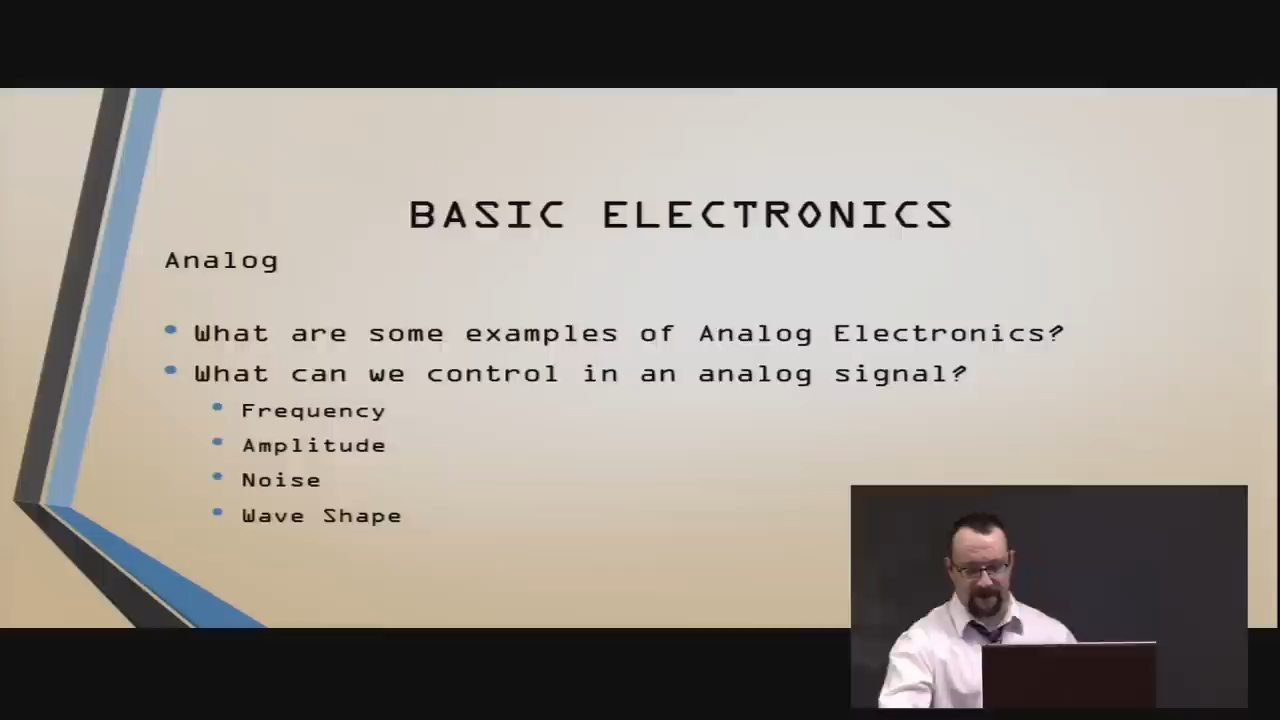 BASIC ELECTRONICS
Analog
What are some examples of Analog Electronics?
What can we control in an analog signal?
Frequency
Amplitude
Noise
Wave Shape